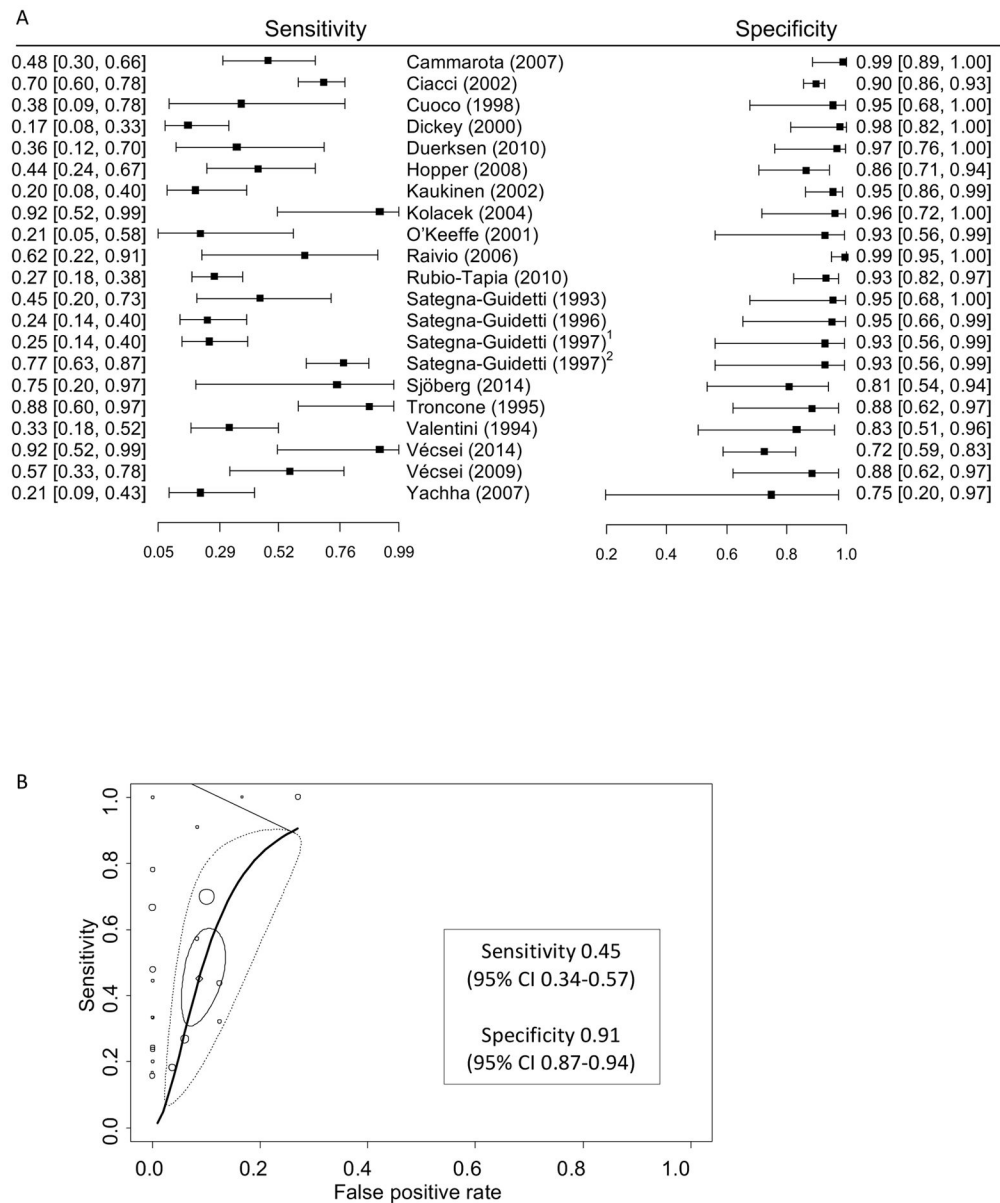 A
Sensitivity Specificity
0.48 [0.30, 0.66] Cammarota (2007) 0.99 [0.89, 1.00]
0.70 [0.60, 0.78] Ciacci (2002) 0.90 [0.86, 0.93]
0.38 [0.09, 0.78] Cuoco (1998) 0.95 [0.68, 1.00]
0.17 [0.08, 0.33] Dickey (2000) 0.98 [0.82, 1.00]
0.36 [0.12, 0.70] Duerksen (2010) 0.97 [0.76, 1.00]
0.44 [0.24, 0.67] Hopper (2008) 0.86 [0.71, 0.94]
0.20 [0.08, 0.40] Kaukinen (2002) 0.95 [0.86, 0.99]
0.92 [0.52, 0.99] Kolacek (2004) 0.96 [0.72, 1.00]
0.21 [0.05, 0.58] O'Keeffe (2001) 0.93 [0.56, 0.99]
0.62 [0.22, 0.91] Raivio (2006) 0.99 [0.95, 1.00]
0.27 [0.18, 0.38] Rubio-Tapia (2010) 0.93 [0.82, 0.97]
0.45 [0.20, 0.73] Sategna-Guidetti (1993) 0.95 [0.68, 1.00]
0.24 [0.14, 0.40] Sategna-Guidetti (1996) 0.95 [0.66, 0.99]
0.25 [0.14, 0.40] Sategna-Guidetti (1997)¹ 0.93 [0.56, 0.99]
0.77 [0.63, 0.87] Sategna-Guidetti (1997)² 0.93 [0.56, 0.99]
0.75 [0.20, 0.97] Sjöberg (2014) 0.81 [0.54, 0.94]
0.88 [0.60, 0.97] Troncone (1995) 0.88 [0.62, 0.97]
0.33 [0.18, 0.52] Valentini (1994) 0.83 [0.51, 0.96]
0.92 [0.52, 0.99] Vécsei (2014) 0.72 [0.59, 0.83]
0.57 [0.33, 0.78] Vécsei (2009) 0.88 [0.62, 0.97]
0.21 [0.09, 0.43] Yachha (2007) 0.75 [0.20, 0.97]
0.05 0.29 0.52 0.76 0.99 0.2 0.4 0.6 0.8 1.0
B
Sensitivity
1.0
0.8
0.6
0.4
0.2
0.0
Sensitivity 0.45
(95% CI 0.34-0.57)
Specificity 0.91
(95% CI 0.87-0.94)
0.0 0.2 0.4 0.6 0.8 1.0
False positive rate